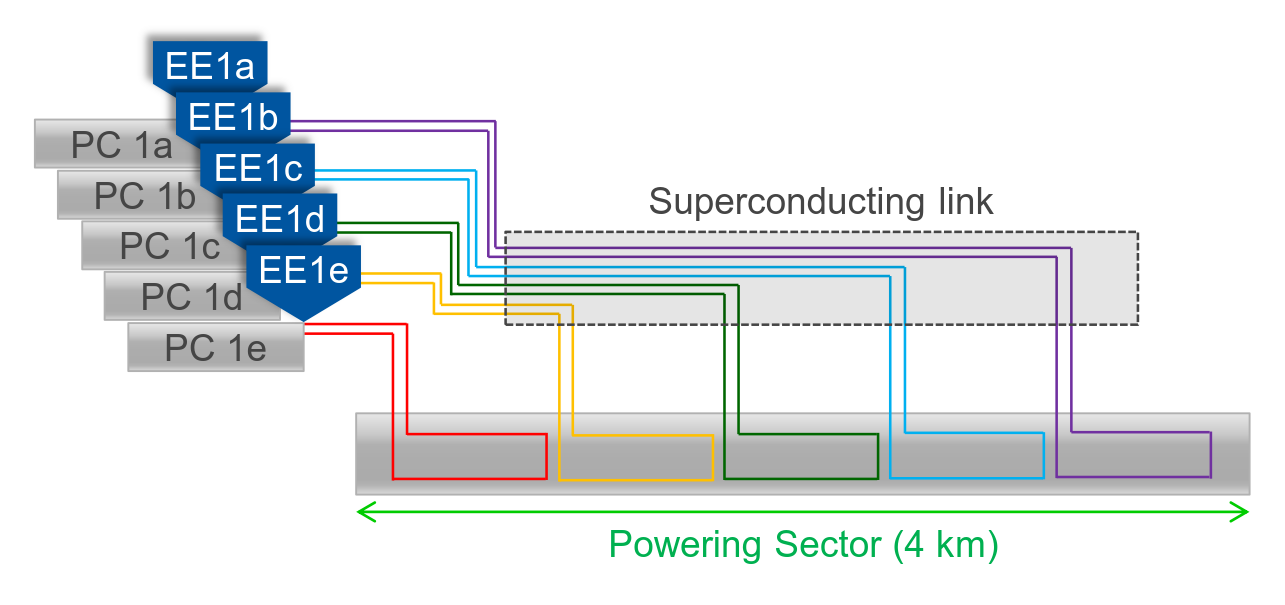 EE1a
EE1b
PC 1a
EE1c
PC 1b
Superconducting link
EE1d
PC 1c
EE1e
PC 1d
PC 1e
Powering Sector (4 km)